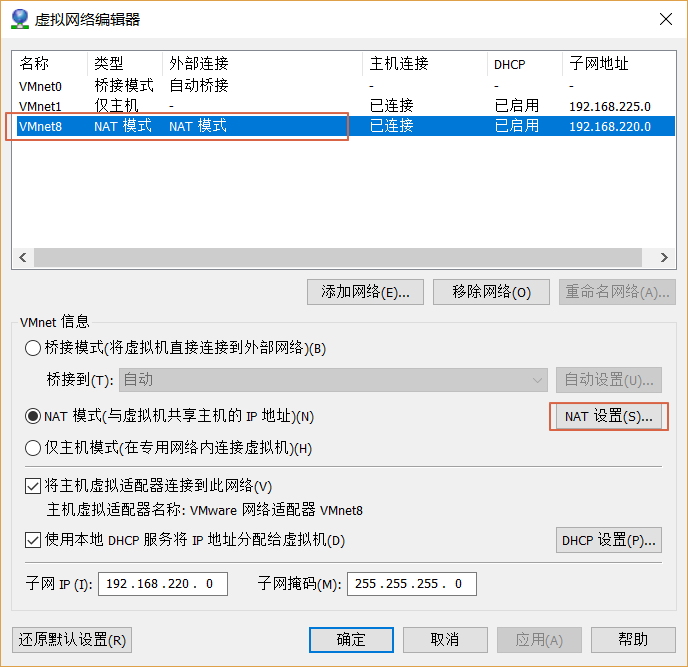 虚拟网络编辑器
名称 类型 外部连接 主机连接 DHCP 子网地址
VMnet0 桥接模式 自动桥接 - - -
VMnet1 仅主机 - 已连接 已启用 192.168.225.0
VMnet8 NAT 模式 NAT 模式 已连接 已启用 192.168.220.0
添加网络(E)... 移除网络(O) 重命名网络(A)...
VMnet 信息
桥接模式(将虚拟机直接连接到外部网络)(B)
桥接到(T): 自动 自动设置(U)...
NAT 模式(与虚拟机共享主机的 IP 地址)(N) NAT 设置(S)...
仅主机模式(在专用网络内连接虚拟机)(H)
将主机虚拟适配器连接到此网络(V)
主机虚拟适配器名称: VMware 网络适配器 VMnet8
使用本地 DHCP 服务将 IP 地址分配给虚拟机(D) DHCP 设置(P)...
子网 IP (I): 192 . 168 . 220 . 0 子网掩码(M): 255 . 255 . 255 . 0
还原默认设置(R) 确定 取消 应用(A) 帮助